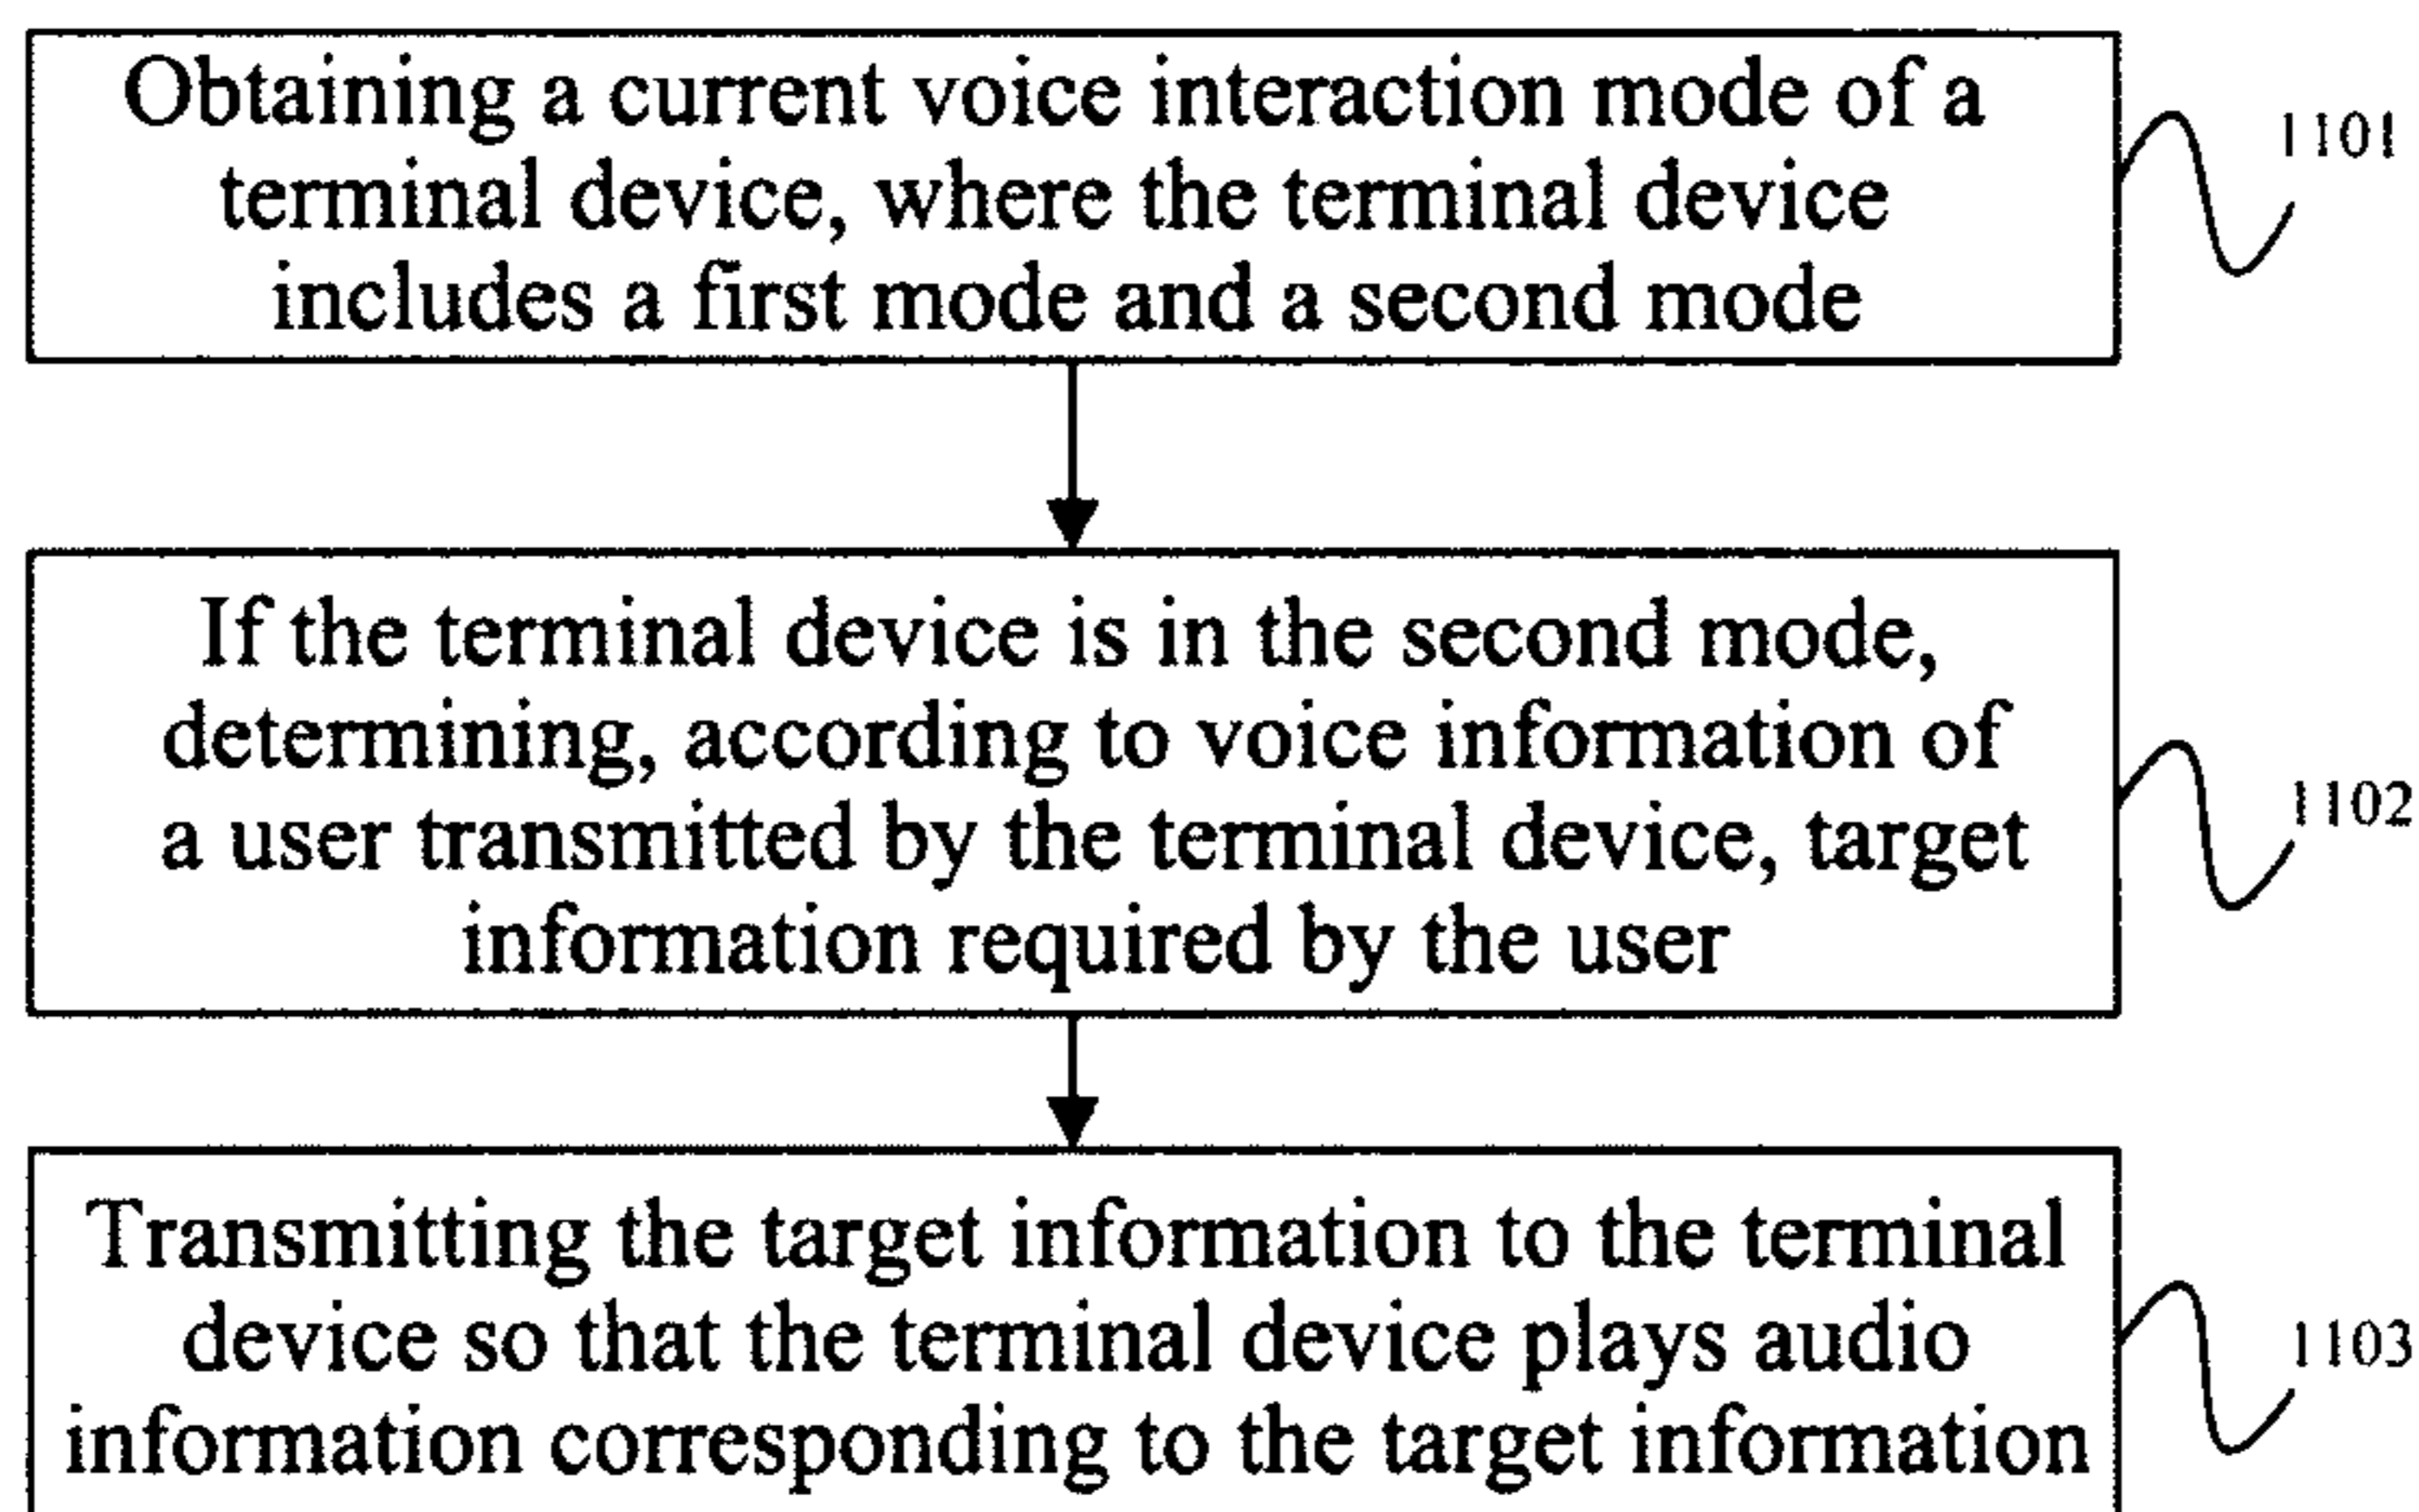 Obtaining a current voice interaction mode of a
terminal device, where the terminal device
includes a first mode and a second mode
1101
If the terminal device is in the second mode,
determining, according to voice information of
a user transmitted by the terminal device, target
information required by the user
1102
Transmitting the target information to the terminal
device so that the terminal device plays audio
information corresponding to the target information
1103